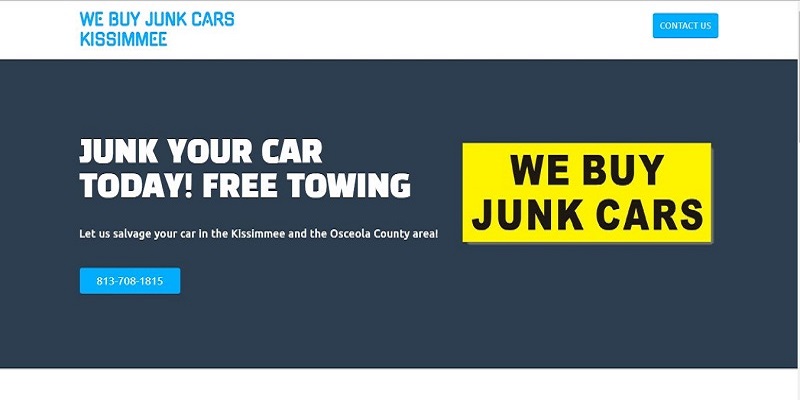 WE BUY JUNK CARS
KISSIMMEE
CONTACT US
JUNK YOUR CAR
TODAY! FREE TOWING
Let us salvage your car in the Kissimmee and the Osceola County area!
813-708-1815
WE BUY
JUNK CARS